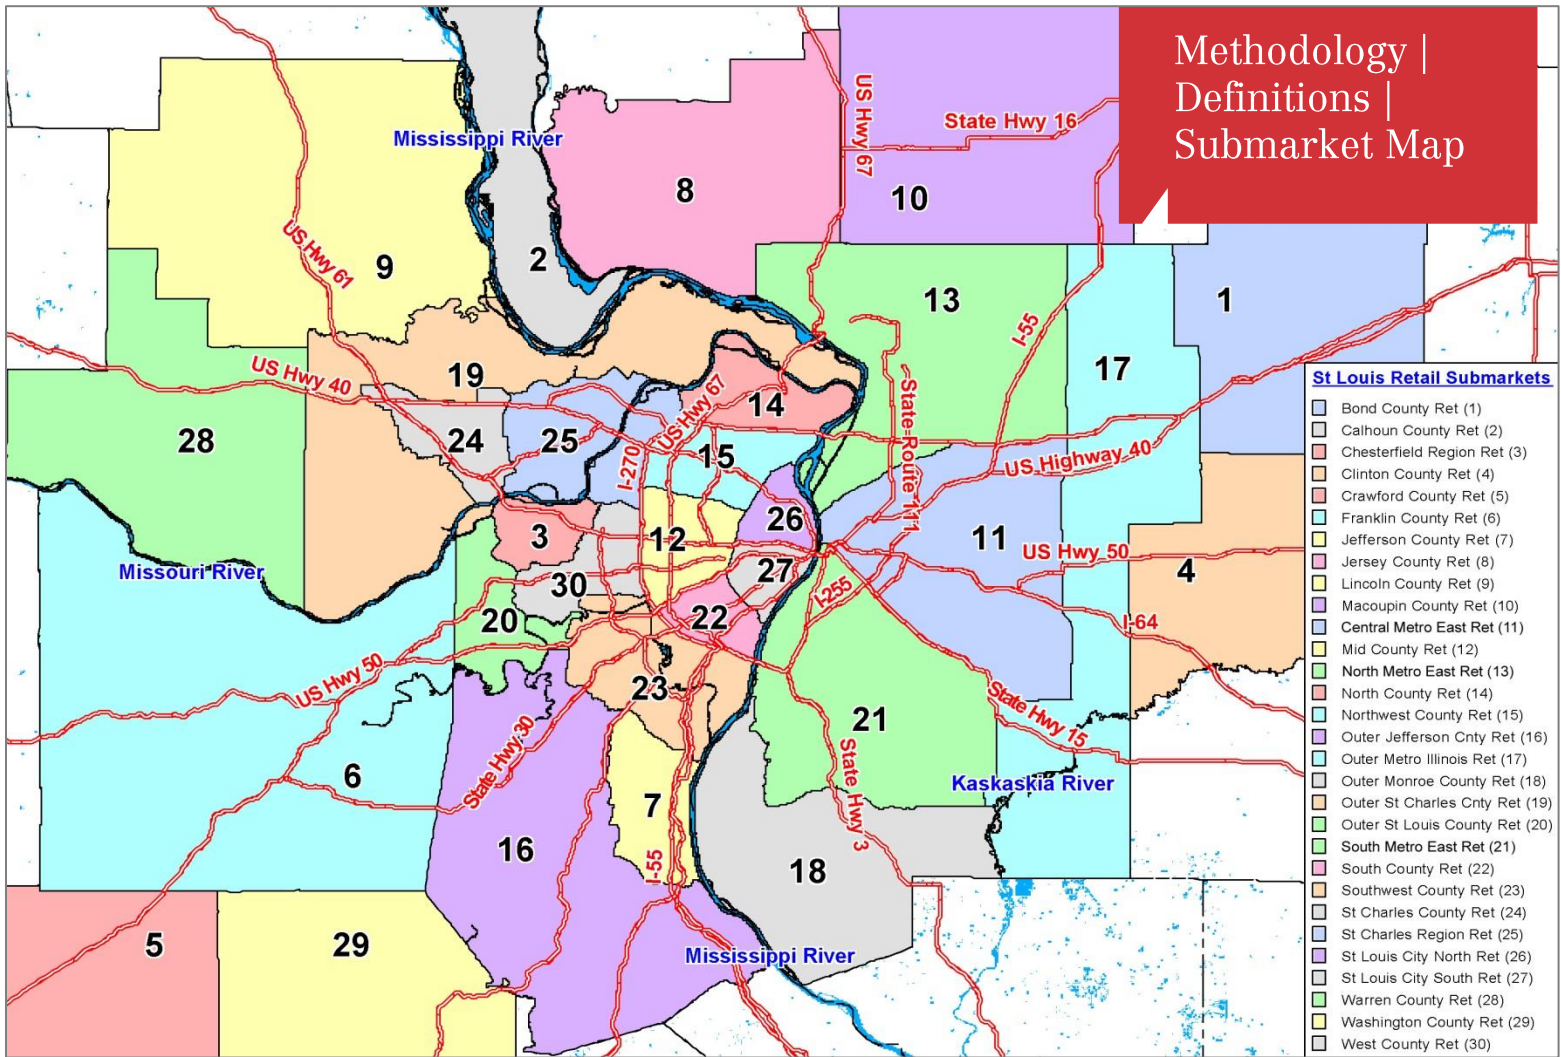 Methodology |
Definitions |
Submarket Map
Mississippi River
US Hwy 67
State Hwy 16
8
10
US Hwy 61
9
2
13
1
I-55
17
US Hwy 40
19
US Hwy 67
14
State Route 111
28
24
25
15
I-270
US Highway 40
26
3
12
11
US Hwy 50
Missouri River
27
4
30
I-255
20
22
I-64
US Hwy 50
23
State Hwy 15
21
State Hwy 30
State Hwy 3
6
Kaskaskia River
7
16
I-55
18
5
29
Mississippi River
St Louis Retail Submarkets
Bond County Ret (1)
Calhoun County Ret (2)
Chesterfield Region Ret (3)
Clinton County Ret (4)
Crawford County Ret (5)
Franklin County Ret (6)
Jefferson County Ret (7)
Jersey County Ret (8)
Lincoln County Ret (9)
Macoupin County Ret (10)
Central Metro East Ret (11)
Mid County Ret (12)
North Metro East Ret (13)
North County Ret (14)
Northwest County Ret (15)
Outer Jefferson Cnty Ret (16)
Outer Metro Illinois Ret (17)
Outer Monroe County Ret (18)
Outer St Charles Cnty Ret (19)
Outer St Louis County Ret (20)
South Metro East Ret (21)
South County Ret (22)
Southwest County Ret (23)
St Charles County Ret (24)
St Charles Region Ret (25)
St Louis City North Ret (26)
St Louis City South Ret (27)
Warren County Ret (28)
Washington County Ret (29)
West County Ret (30)